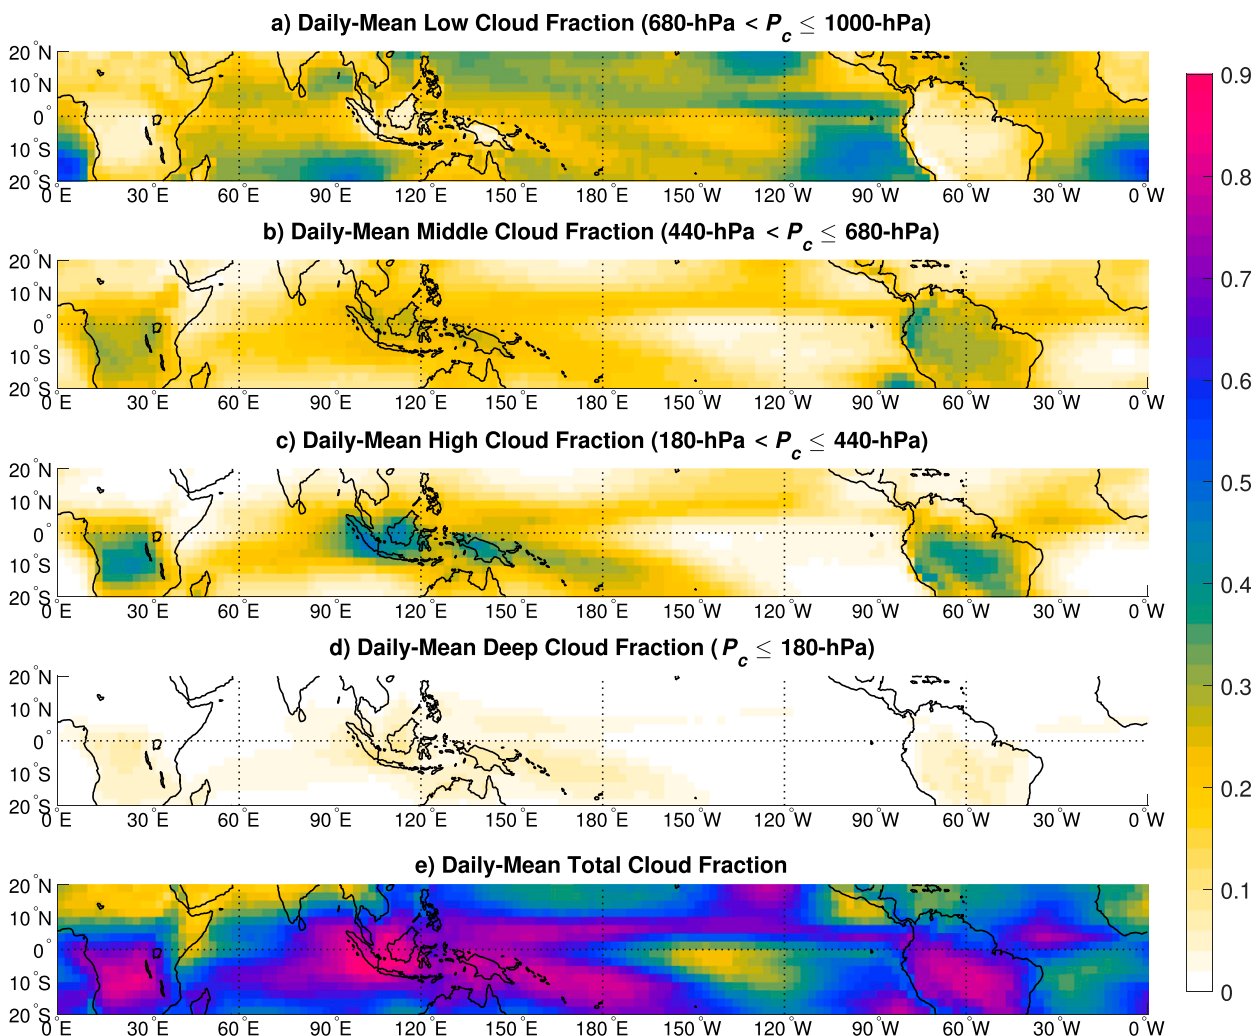 a) Daily-Mean Low Cloud Fraction (680-hPa < Pc ≤ 1000-hPa)
20°N
10°N
0°
10°S
20°S
0°E 30°E 60°E 90°E 120°E 150°E 180°E 150°W 120°W 90°W 60°W 30°W 0°W
b) Daily-Mean Middle Cloud Fraction (440-hPa < Pc ≤ 680-hPa)
20°N
10°N
0°
10°S
20°S
0°E 30°E 60°E 90°E 120°E 150°E 180°E 150°W 120°W 90°W 60°W 30°W 0°W
c) Daily-Mean High Cloud Fraction (180-hPa < Pc ≤ 440-hPa)
20°N
10°N
0°
10°S
20°S
0°E 30°E 60°E 90°E 120°E 150°E 180°E 150°W 120°W 90°W 60°W 30°W 0°W
d) Daily-Mean Deep Cloud Fraction (Pc ≤ 180-hPa)
20°N
10°N
0°
10°S
20°S
0°E 30°E 60°E 90°E 120°E 150°E 180°E 150°W 120°W 90°W 60°W 30°W 0°W
e) Daily-Mean Total Cloud Fraction
20°N
10°N
0°
10°S
20°S
0°E 30°E 60°E 90°E 120°E 150°E 180°E 150°W 120°W 90°W 60°W 30°W 0°W
0.9
0.8
0.7
0.6
0.5
0.4
0.3
0.2
0.1
0